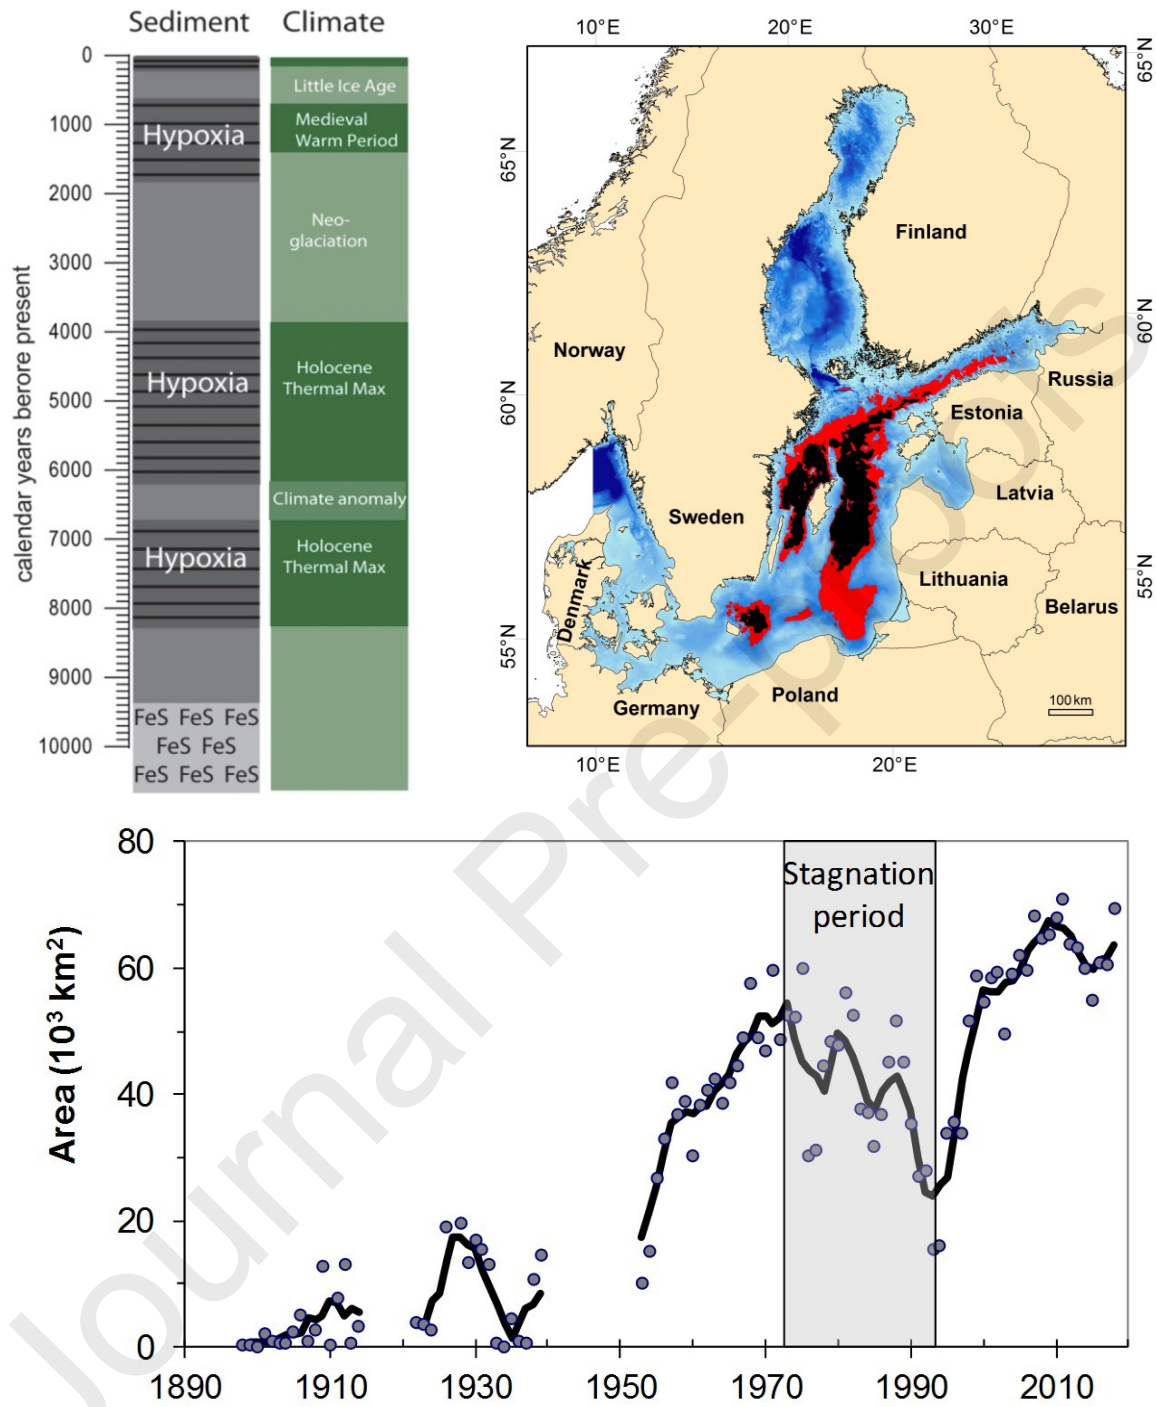 Sediment Climate
calendar years berore present
0
1000
2000
3000
4000
5000
6000
7000
8000
9000
10000
Hypoxia
Hypoxia
Hypoxia
FeS FeS FeS
FeS FeS
FeS FeS FeS
Little Ice Age
Medieval
Warm Period
Neo-
glaciation
Holocene
Thermal Max
Climate anomaly
Holocene
Thermal Max
10°E 20°E 30°E
65°N
65°N
60°N
60°N
55°N
55°N
Finland
Norway
Russia
Estonia
Sweden
Latvia
Lithuania
Denmark
Belarus
Germany
Poland
100 km
10°E 20°E
Area (10³ km²)
80
60
40
20
0
Stagnation
period
1890 1910 1930 1950 1970 1990 2010
Journal Pre-proofs